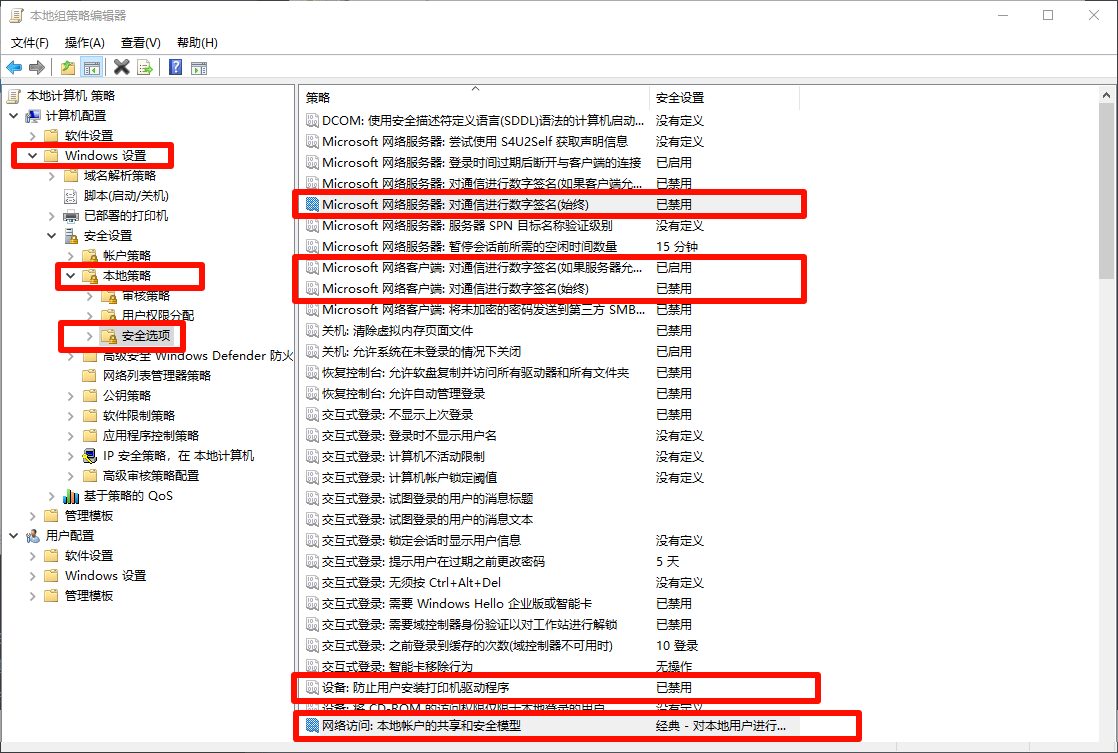 本地组策略编辑器
文件(F) 操作(A) 查看(V) 帮助(H)
本地计算机 策略
计算机配置
软件设置
Windows 设置
域名解析策略
脚本(启动/关机)
已部署的打印机
安全设置
帐户策略
本地策略
审核策略
用户权限分配
安全选项
高级安全 Windows Defender 防火
网络列表管理器策略
公钥策略
软件限制策略
应用程序控制策略
IP 安全策略，在 本地计算机
高级审核策略配置
基于策略的 QoS
管理模板
用户配置
软件设置
Windows 设置
管理模板
策略 安全设置
DCOM: 使用安全描述符定义语言(SDDL)语法的计算机启动... 没有定义
Microsoft 网络服务器: 尝试使用 S4U2Self 获取声明信息 没有定义
Microsoft 网络服务器: 登录时间过期后断开与客户端的连接 已启用
Microsoft 网络服务器: 对通信进行数字签名(如果客户端允... 已禁用
Microsoft 网络服务器: 对通信进行数字签名(始终) 已禁用
Microsoft 网络服务器: 服务器 SPN 目标名称验证级别 没有定义
Microsoft 网络服务器: 暂停会话前所需的空闲时间数量 15 分钟
Microsoft 网络客户端: 对通信进行数字签名(如果服务器允... 已启用
Microsoft 网络客户端: 对通信进行数字签名(始终) 已禁用
Microsoft 网络客户端: 将未加密的密码发送到第三方 SMB... 已禁用
关机: 清除虚拟内存页面文件 已禁用
关机: 允许系统在未登录的情况下关闭 已启用
恢复控制台: 允许软盘复制并访问所有驱动器和所有文件夹 已禁用
恢复控制台: 允许自动管理登录 已禁用
交互式登录: 不显示上次登录 已禁用
交互式登录: 登录时不显示用户名 没有定义
交互式登录: 计算机不活动限制 没有定义
交互式登录: 计算机帐户锁定阈值 没有定义
交互式登录: 试图登录的用户的消息标题
交互式登录: 试图登录的用户的消息文本
交互式登录: 锁定会话时显示用户信息 没有定义
交互式登录: 提示用户在过期之前更改密码 5 天
交互式登录: 无须按 Ctrl+Alt+Del 没有定义
交互式登录: 需要 Windows Hello 企业版或智能卡 已禁用
交互式登录: 需要域控制器身份验证以对工作站进行解锁 已禁用
交互式登录: 之前登录到缓存的次数(域控制器不可用时) 10 登录
交互式登录: 智能卡移除行为 无操作
设备: 防止用户安装打印机驱动程序 已禁用
设备: 将 CD-ROM 的访问权限仅限于本地登录的用户 没有定义
网络访问: 本地帐户的共享和安全模型 经典 - 对本地用户进行...